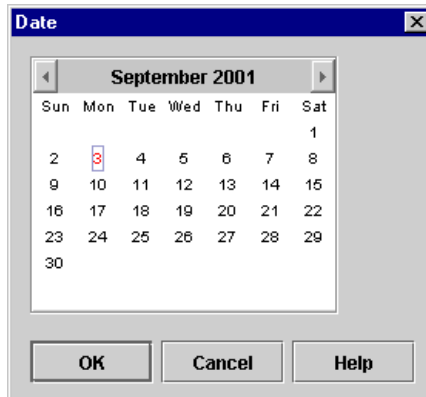 Date
September 2001
Sun Mon Tue Wed Thu Fri Sat
1
2 3 4 5 6 7 8
9 10 11 12 13 14 15
16 17 18 19 20 21 22
23 24 25 26 27 28 29
30
OK Cancel Help